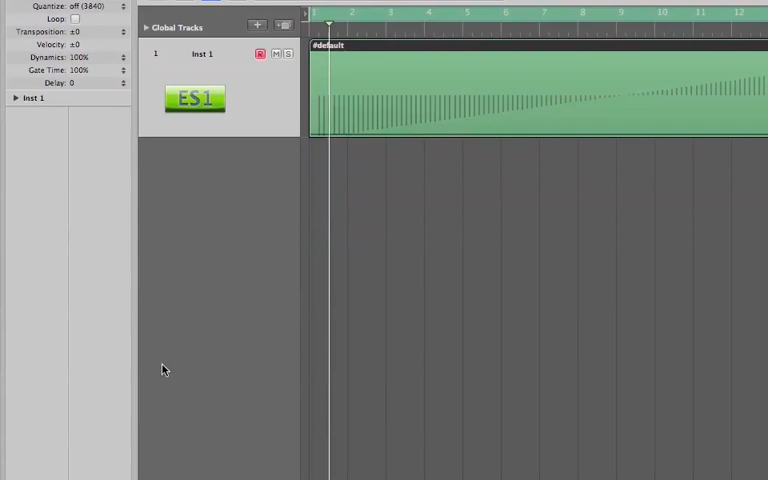 Quantize: off (3840)
Loop:
Transposition: ±0
Velocity: ±0
Dynamics: 100%
Gate Time: 100%
Delay: 0
Inst 1
Global Tracks
1 Inst 1 R M S
ES1
1 2 3 4 5 6 7 8 9 10 11 12
#default